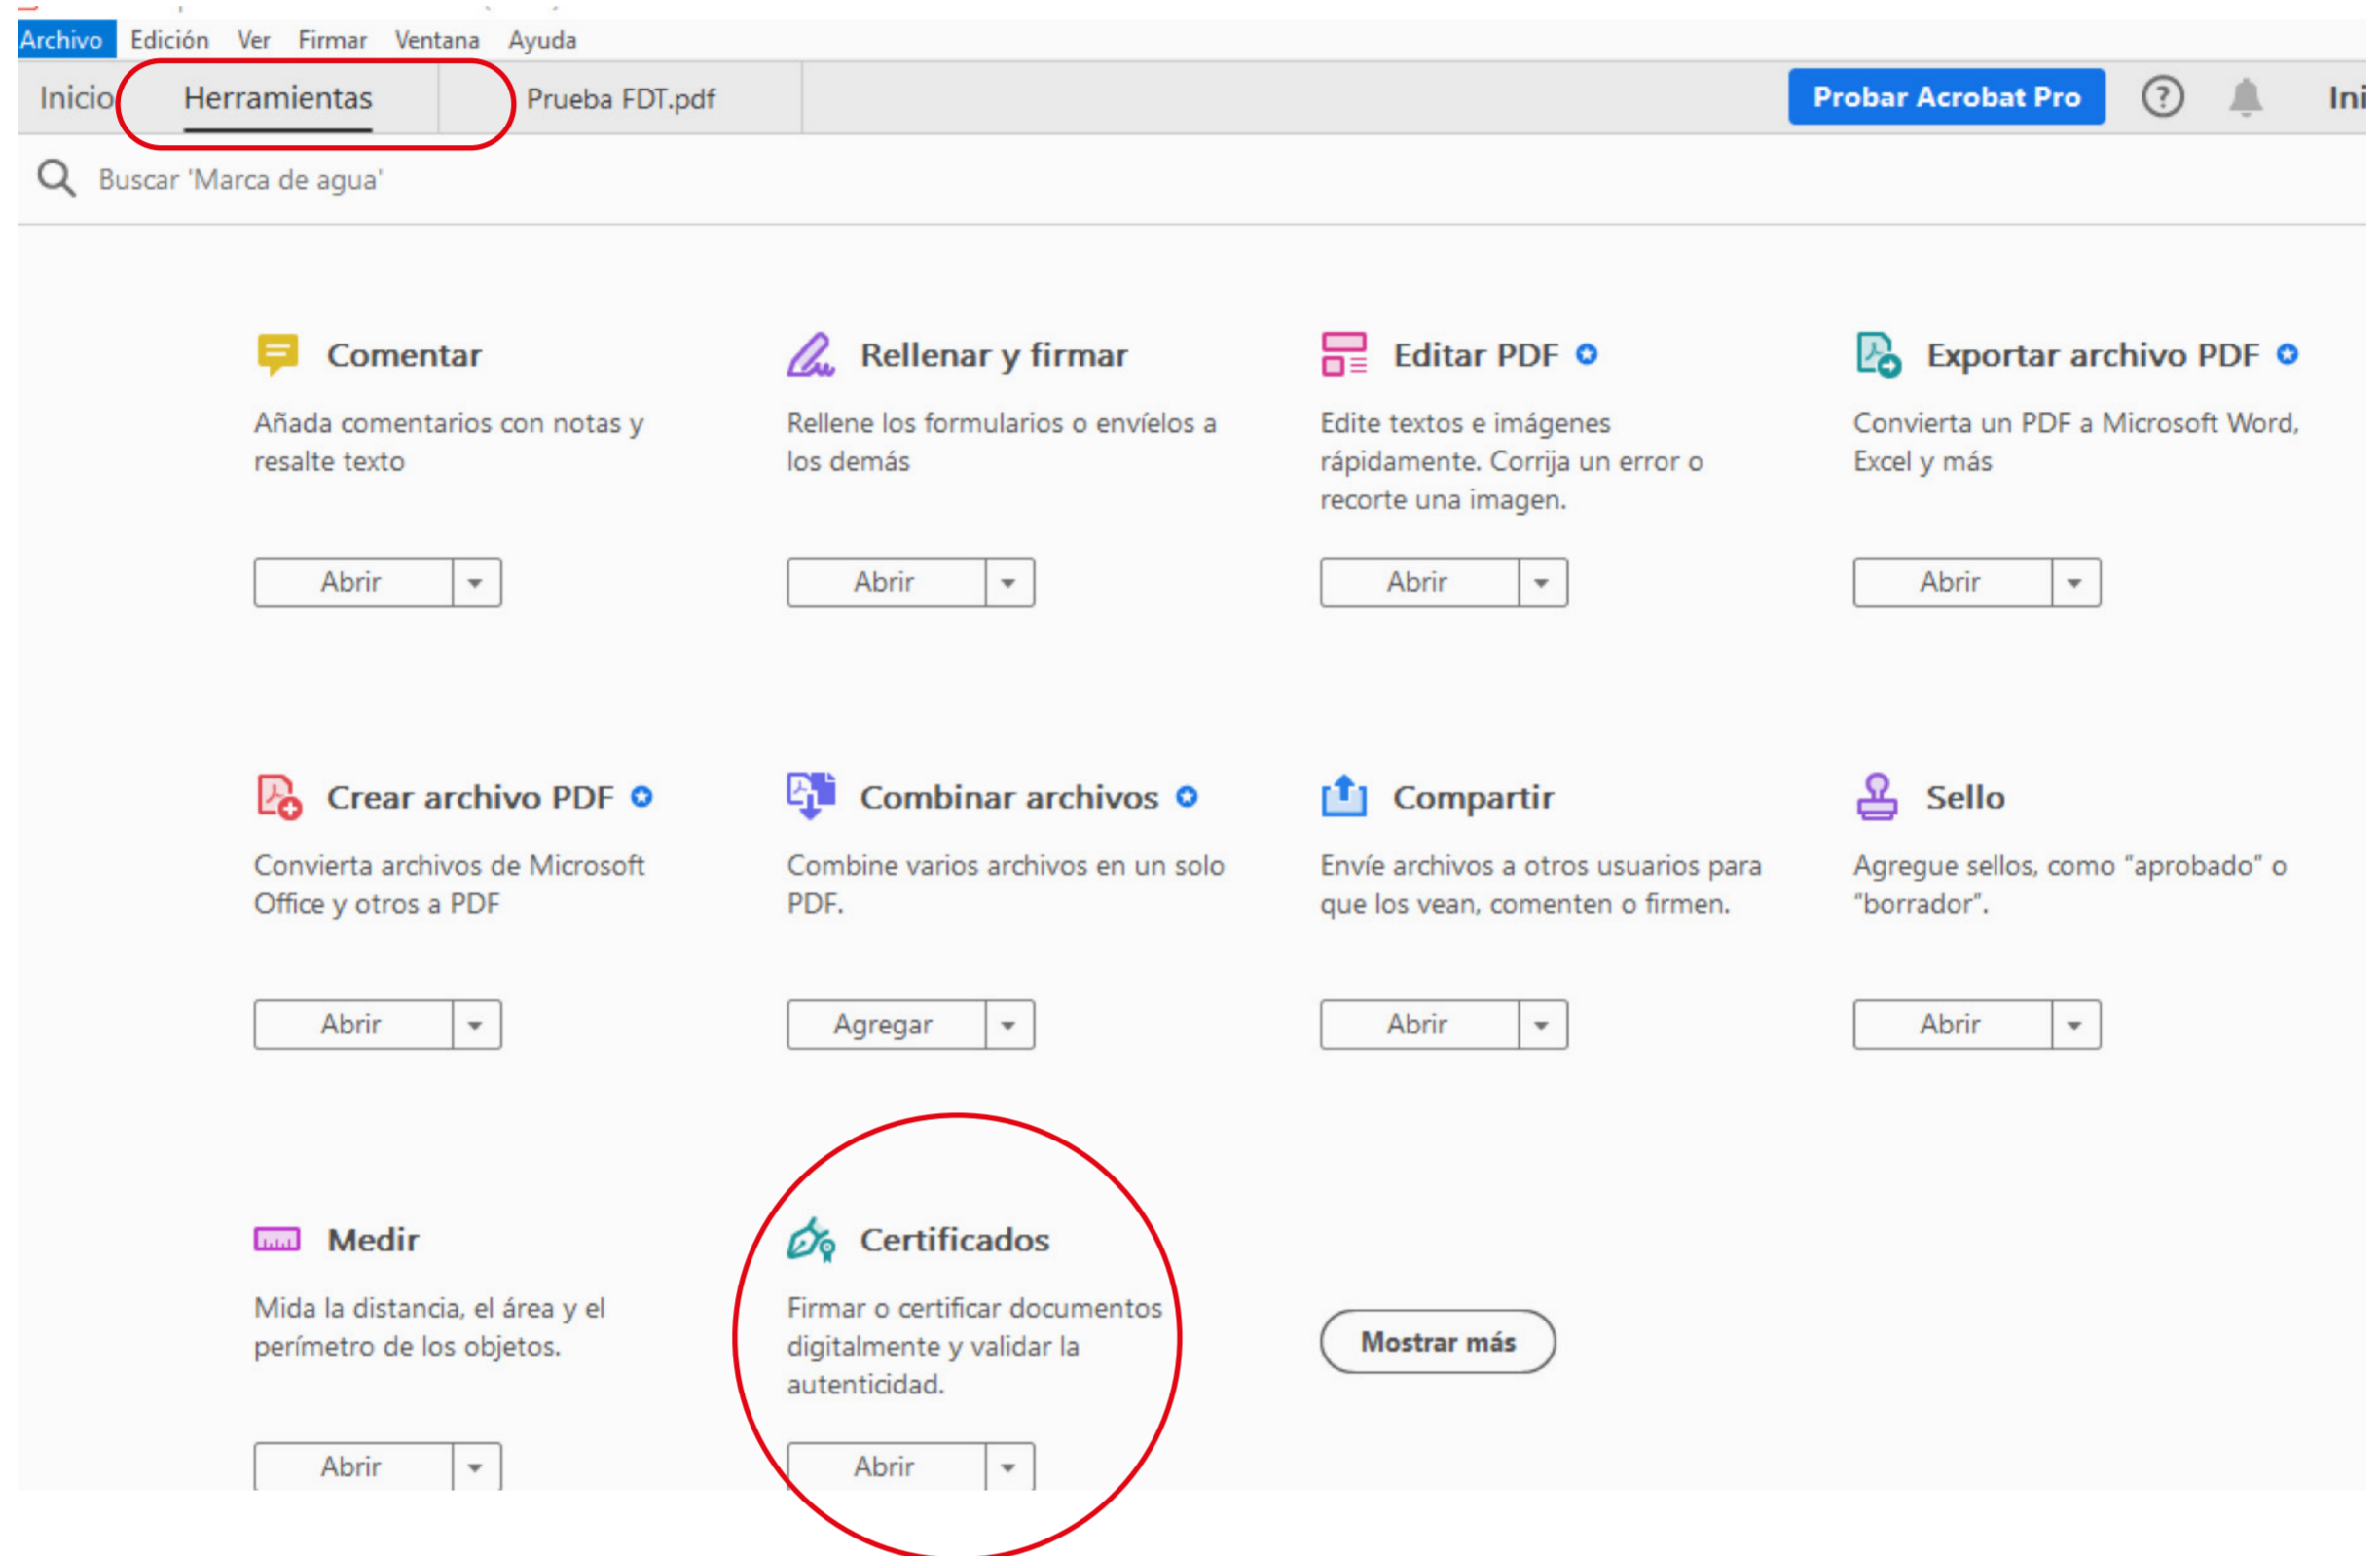 Archivo Edición Ver Firmar Ventana Ayuda
Inicio Herramientas Prueba FDT.pdf Probar Acrobat Pro ? Ini
Buscar 'Marca de agua'
Comentar
Añada comentarios con notas y
resalte texto
Abrir
Rellenar y firmar
Rellene los formularios o envíelos a
los demás
Abrir
Editar PDF
Edite textos e imágenes
rápidamente. Corrija un error o
recorte una imagen.
Abrir
Exportar archivo PDF
Convierta un PDF a Microsoft Word,
Excel y más
Abrir
Crear archivo PDF
Convierta archivos de Microsoft
Office y otros a PDF
Abrir
Combinar archivos
Combine varios archivos en un solo
PDF.
Agregar
Compartir
Envíe archivos a otros usuarios para
que los vean, comenten o firmen.
Abrir
Sello
Agregue sellos, como "aprobado" o
"borrador".
Abrir
Medir
Mida la distancia, el área y el
perímetro de los objetos.
Abrir
Certificados
Firmar o certificar documentos
digitalmente y validar la
autenticidad.
Abrir
Mostrar más